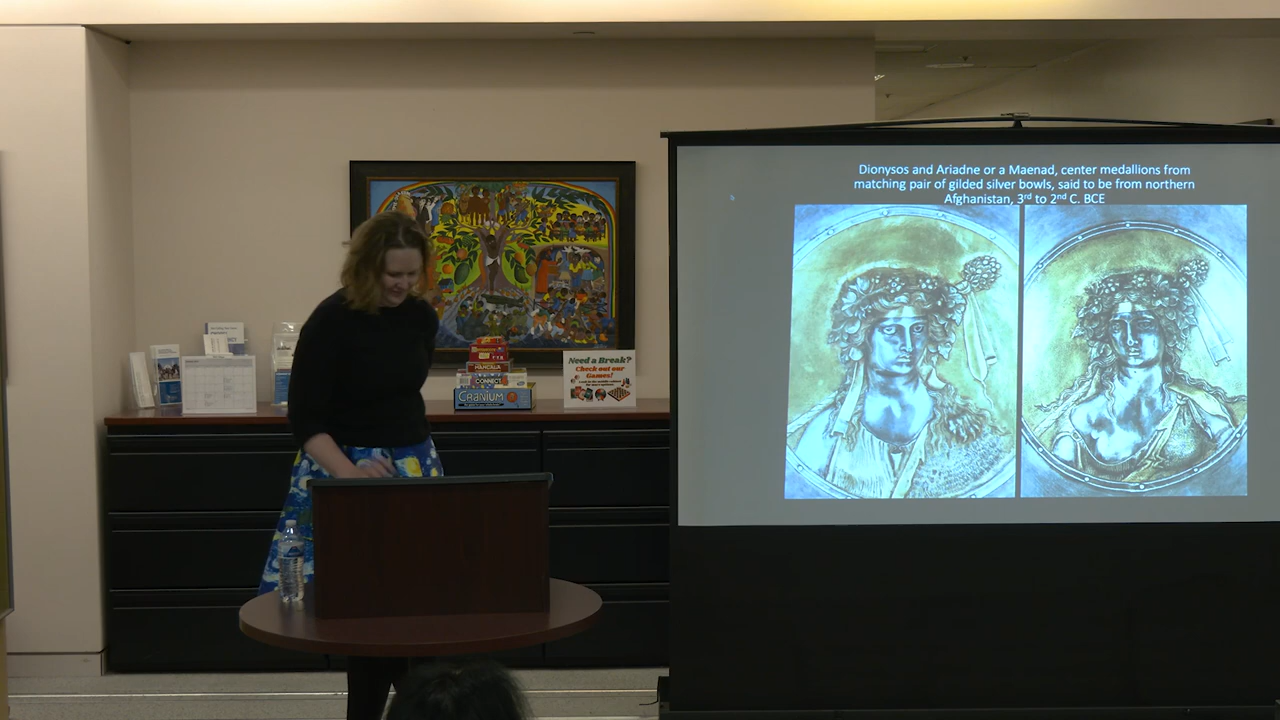 Dionysos and Ariadne or a Maenad, center medallions from
matching pair of gilded silver bowls, said to be from northern
Afghanistan, 3rd to 2nd C. BCE
Need a Break?
Check out our
Games!
MANCALA
CONNECT
CRANIUM